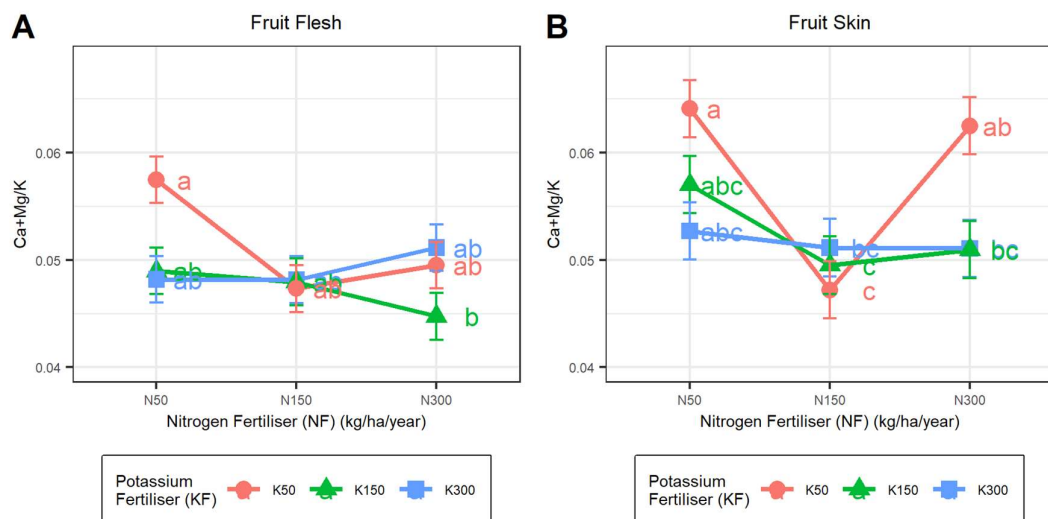 A
Fruit Flesh
Ca+Mg/K
0.06
0.05
0.04
a
ab
ab
ab
ab
ab
ab
b
N50
N150
N300
Nitrogen Fertiliser (NF) (kg/ha/year)
Potassium
Fertiliser (KF)
K50
K150
K300
B
Fruit Skin
Ca+Mg/K
0.06
0.05
0.04
a
ab
abc
abc
bc
bc
c
c
N50
N150
N300
Nitrogen Fertiliser (NF) (kg/ha/year)
Potassium
Fertiliser (KF)
K50
K150
K300